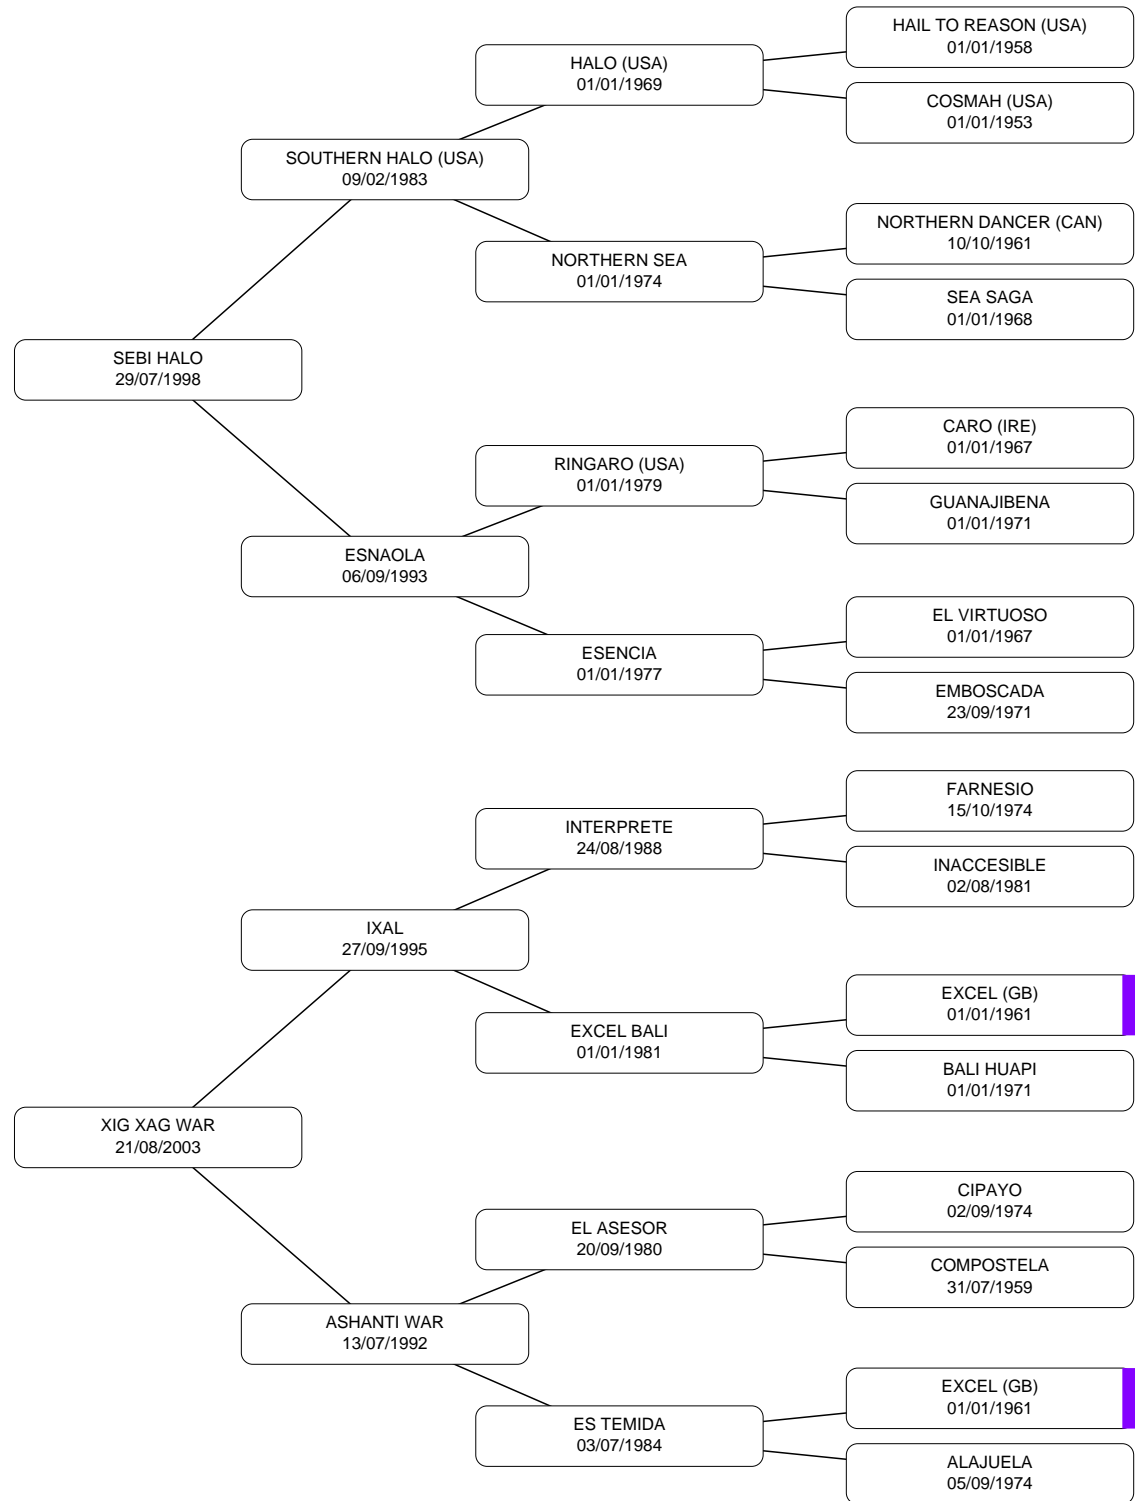 HAIL TO REASON (USA)
01/01/1958
HALO (USA)
01/01/1969
COSMAH (USA)
01/01/1953
SOUTHERN HALO (USA)
09/02/1983
NORTHERN DANCER (CAN)
10/10/1961
NORTHERN SEA
01/01/1974
SEA SAGA
01/01/1968
SEBI HALO
29/07/1998
CARO (IRE)
01/01/1967
RINGARO (USA)
01/01/1979
GUANAJIBENA
01/01/1971
ESNAOLA
06/09/1993
EL VIRTUOSO
01/01/1967
ESENCIA
01/01/1977
EMBOSCADA
23/09/1971
FARNESIO
15/10/1974
INTERPRETE
24/08/1988
INACCESIBLE
02/08/1981
IXAL
27/09/1995
EXCEL (GB)
01/01/1961
EXCEL BALI
01/01/1981
BALI HUAPI
01/01/1971
XIG XAG WAR
21/08/2003
CIPAYO
02/09/1974
EL ASESOR
20/09/1980
COMPOSTELA
31/07/1959
ASHANTI WAR
13/07/1992
EXCEL (GB)
01/01/1961
ES TEMIDA
03/07/1984
ALAJUELA
05/09/1974